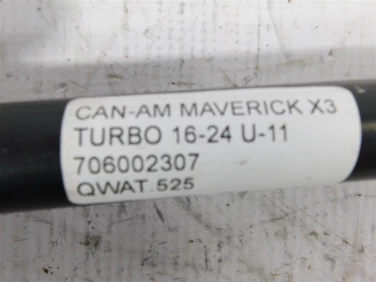 CAN-AM MAVERICK X3
TURBO 16-24 U-11
706002307
QWAT 525